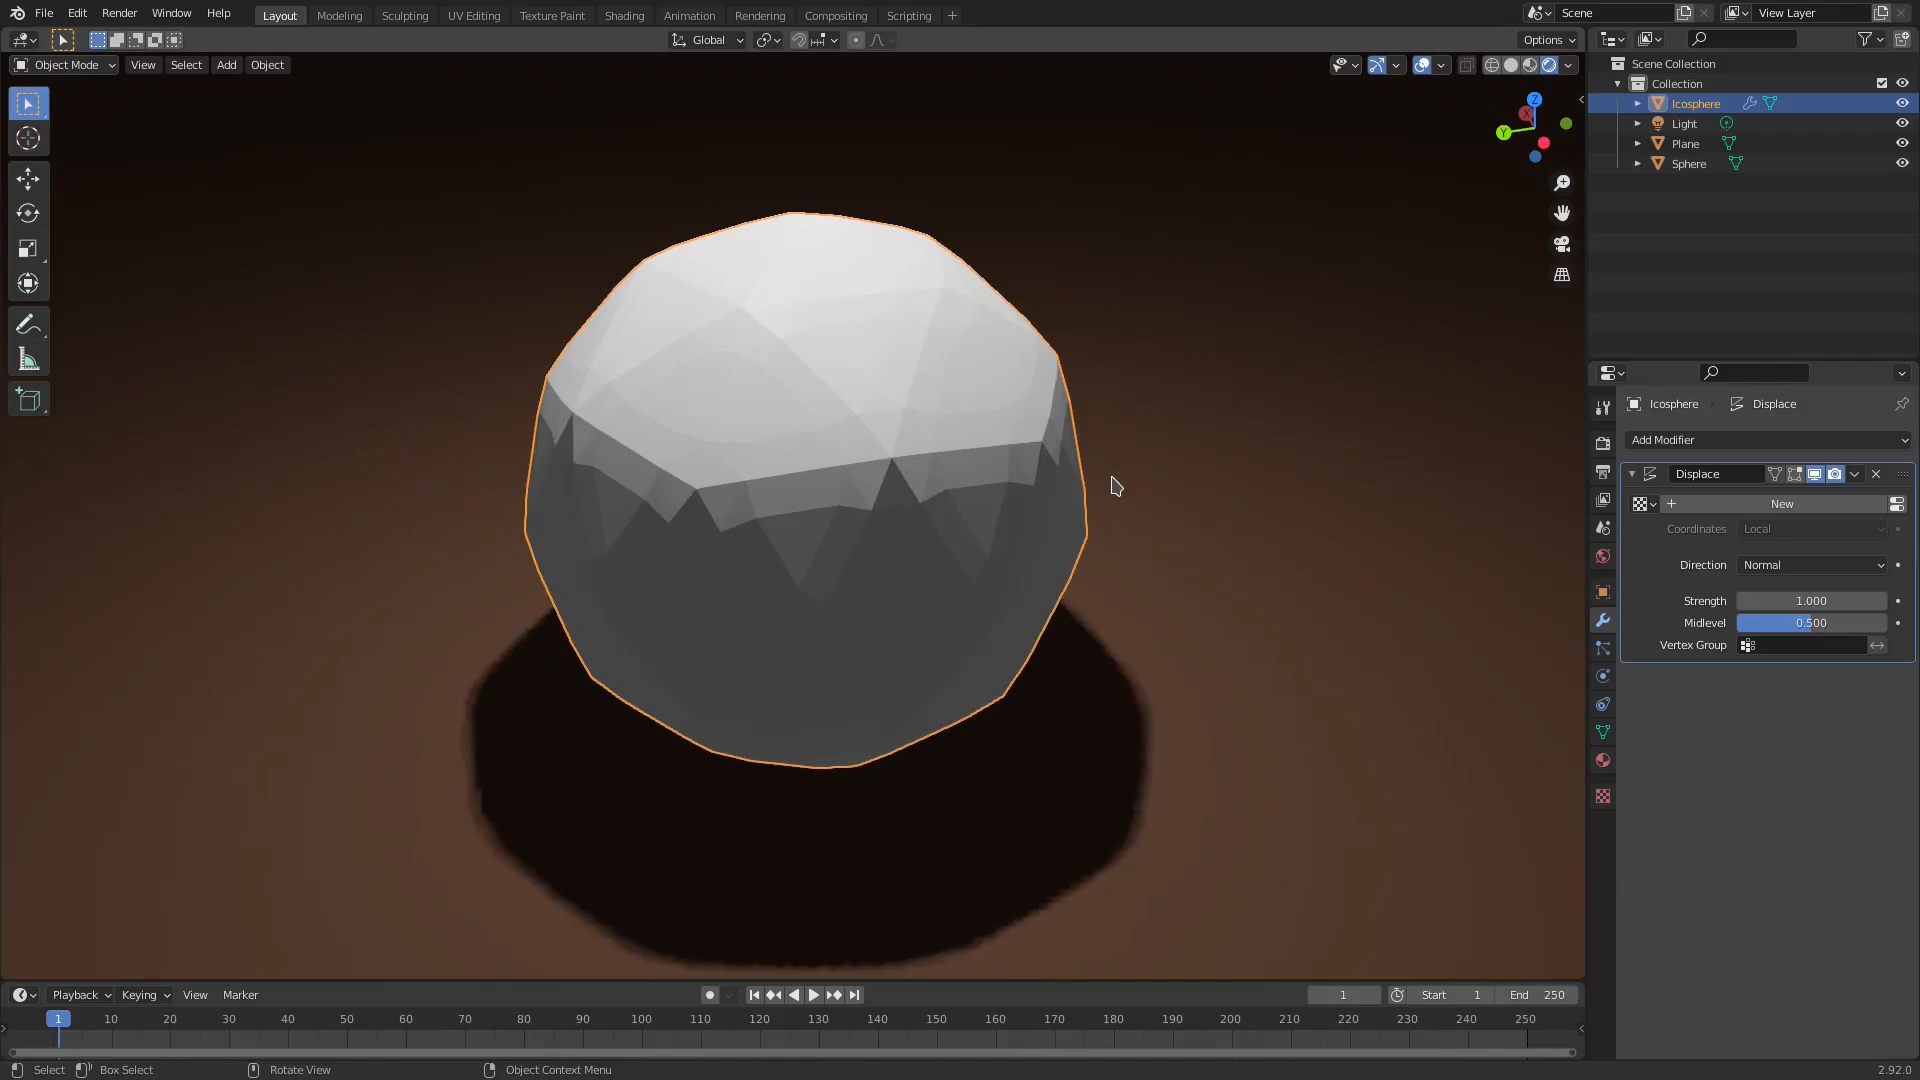 File Edit Render Window Help Layout Modeling Sculpting UV Editing Texture Paint Shading Animation Rendering Compositing Scripting + Scene View Layer
Global Options
Object Mode View Select Add Object
Scene Collection
Collection
Icosphere
Light
Plane
Sphere
Z
X
Y
Icosphere Displace
Add Modifier
Displace
New
Coordinates Local
Direction Normal
Strength 1.000
Midlevel 0.500
Vertex Group
Playback Keying View Marker 1 Start 1 End 250
1 10 20 30 40 50 60 70 80 90 100 110 120 130 140 150 160 170 180 190 200 210 220 230 240 250
Select Box Select Rotate View Object Context Menu 2.92.0